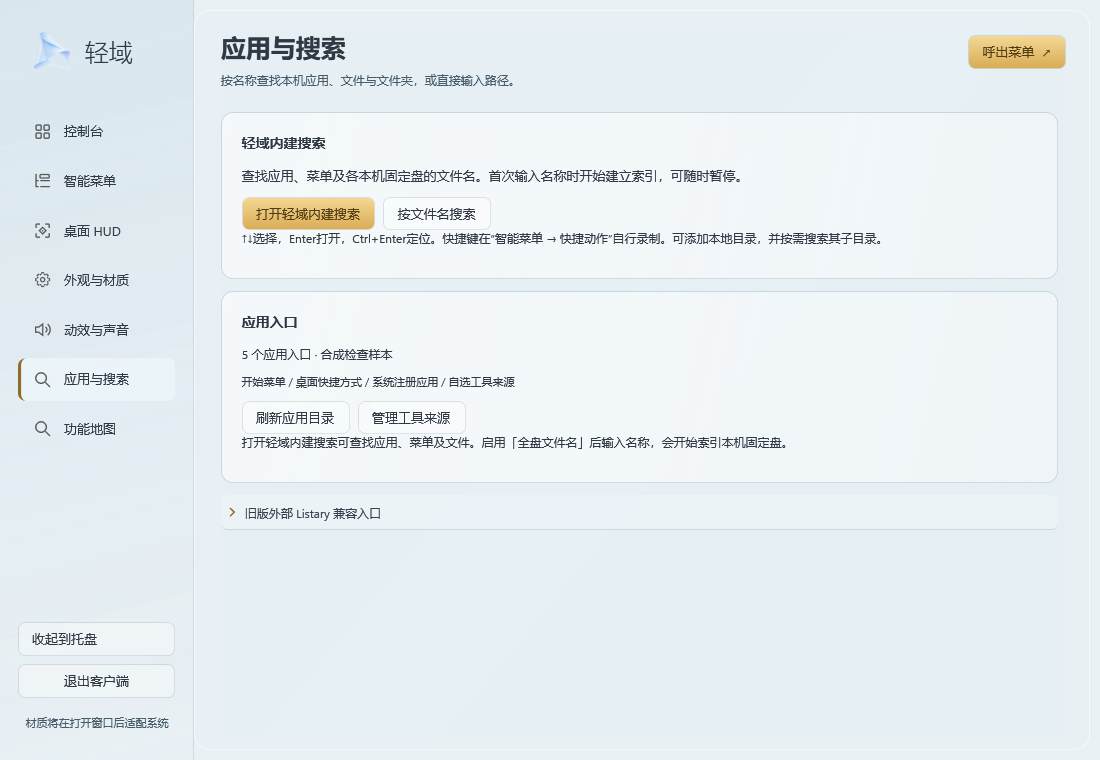 轻域
控制台
智能菜单
桌面 HUD
外观与材质
动效与声音
应用与搜索
功能地图
收起到托盘
退出客户端
材质将在打开窗口后适配系统
应用与搜索
按名称查找本机应用、文件与文件夹，或直接输入路径。
呼出菜单 ↗
轻域内建搜索
查找应用、菜单及各本机固定盘的文件名。首次输入名称时开始建立索引，可随时暂停。
打开轻域内建搜索
按文件名搜索
↑↓选择，Enter打开，Ctrl+Enter定位。快捷键在“智能菜单 → 快捷动作”自行录制。可添加本地目录，并按需搜索其子目录。
应用入口
5 个应用入口 · 合成检查样本
开始菜单 / 桌面快捷方式 / 系统注册应用 / 自选工具来源
刷新应用目录
管理工具来源
打开轻域内建搜索可查找应用、菜单及文件。启用「全盘文件名」后输入名称，会开始索引本机固定盘。
旧版外部 Listary 兼容入口